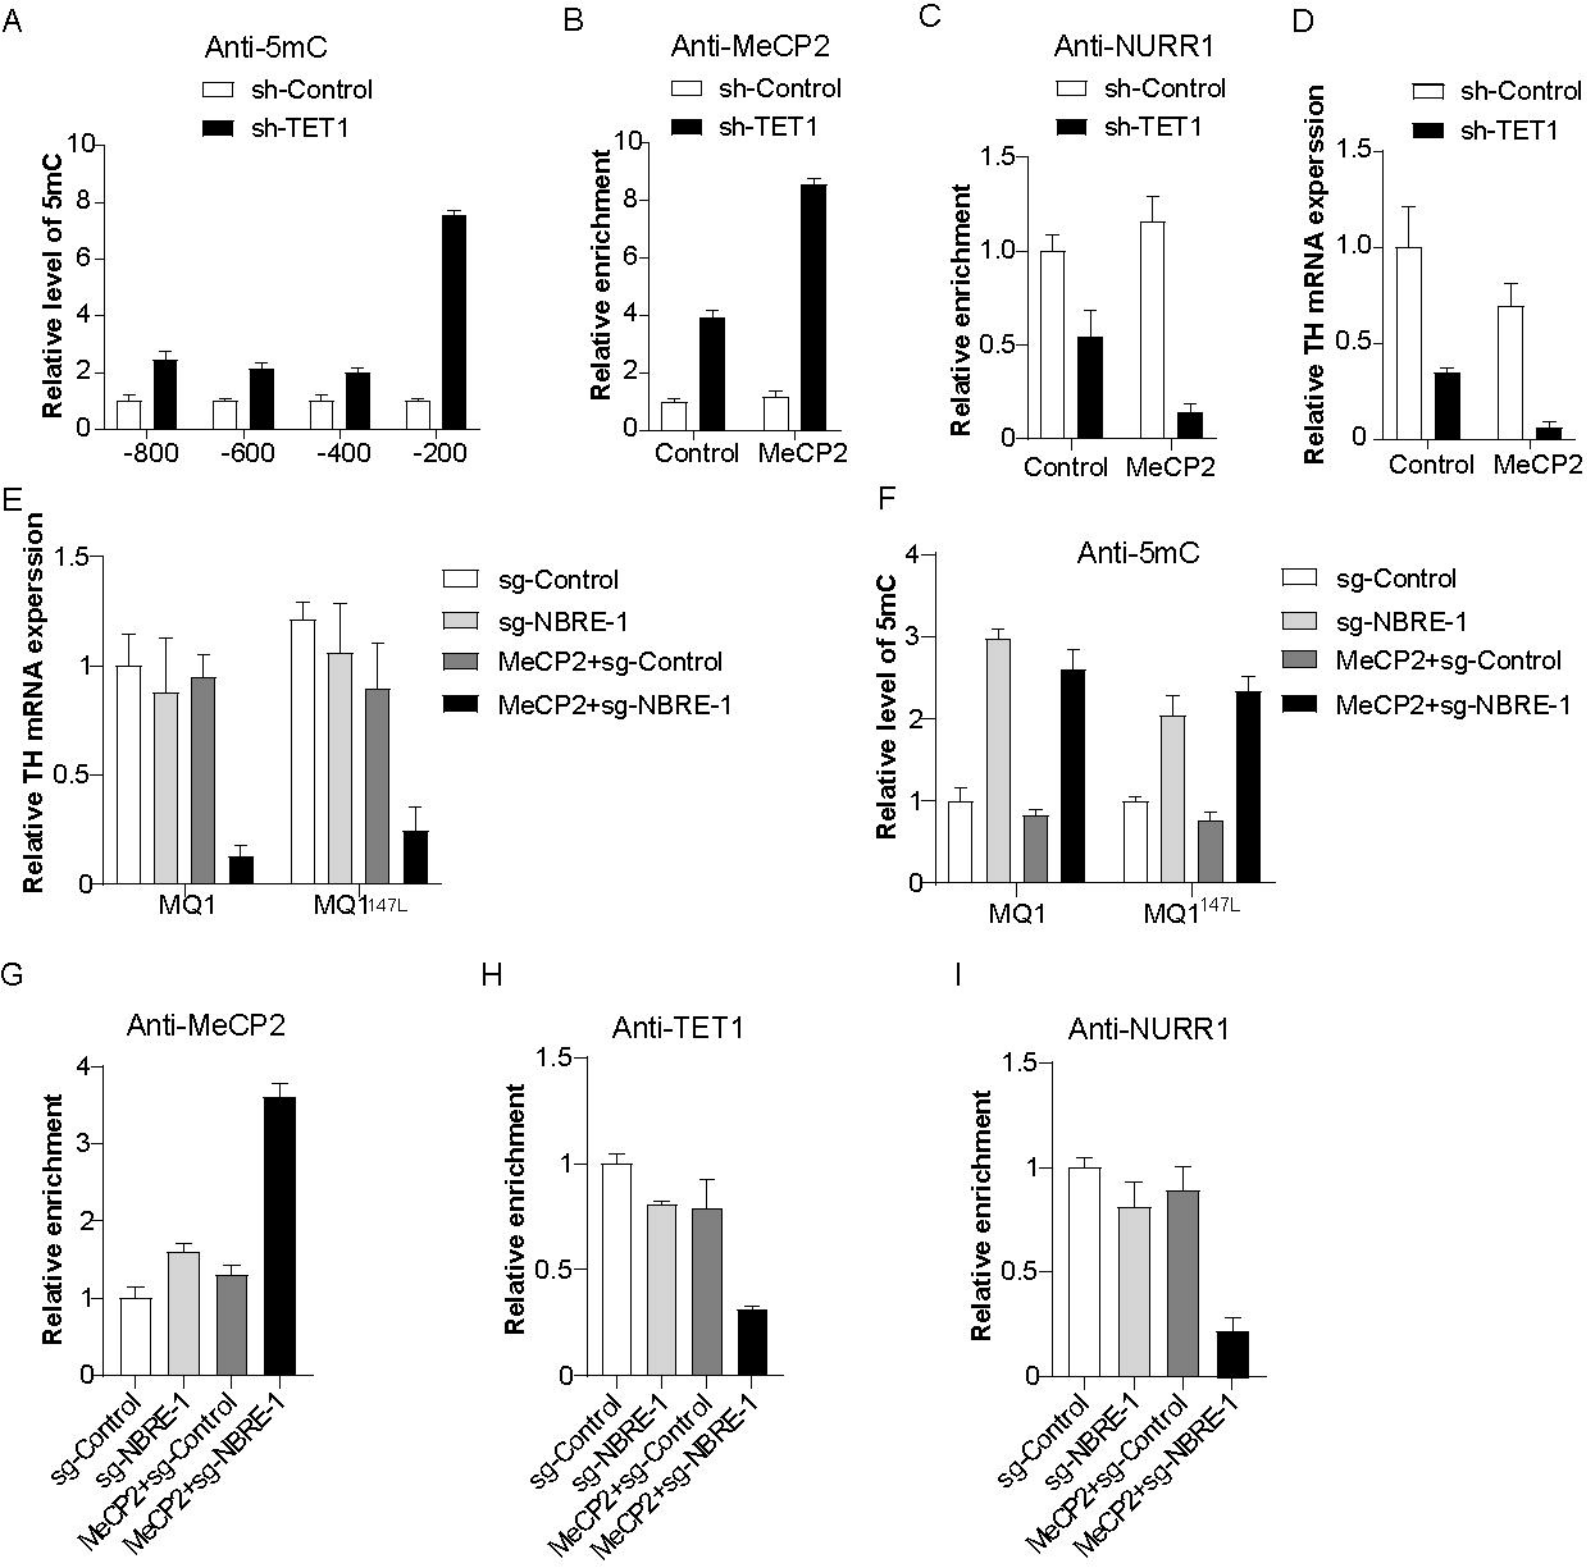 A
Anti-5mC
sh-Control
sh-TET1
Relative level of 5mC
10
8
6
4
2
0
-800 -600 -400 -200
B
Anti-MeCP2
sh-Control
sh-TET1
Relative enrichment
10
8
6
4
2
0
Control MeCP2
C
Anti-NURR1
sh-Control
sh-TET1
Relative enrichment
1.5
1.0
0.5
0
Control MeCP2
D
sh-Control
sh-TET1
Relative TH mRNA experssion
1.5
1.0
0.5
0
Control MeCP2
E
Relative TH mRNA experssion
1.5
1
0.5
0
MQ1 MQ1147L
sg-Control
sg-NBRE-1
MeCP2+sg-Control
MeCP2+sg-NBRE-1
F
Anti-5mC
Relative level of 5mC
4
3
2
1
0
MQ1 MQ1147L
sg-Control
sg-NBRE-1
MeCP2+sg-Control
MeCP2+sg-NBRE-1
G
Anti-MeCP2
Relative enrichment
4
3
2
1
0
sg-Control
sg-NBRE-1
MeCP2+sg-Control
MeCP2+sg-NBRE-1
H
Anti-TET1
Relative enrichment
1.5
1
0.5
0
sg-Control
sg-NBRE-1
MeCP2+sg-Control
MeCP2+sg-NBRE-1
I
Anti-NURR1
Relative enrichment
1.5
1
0.5
0
sg-Control
sg-NBRE-1
MeCP2+sg-Control
MeCP2+sg-NBRE-1